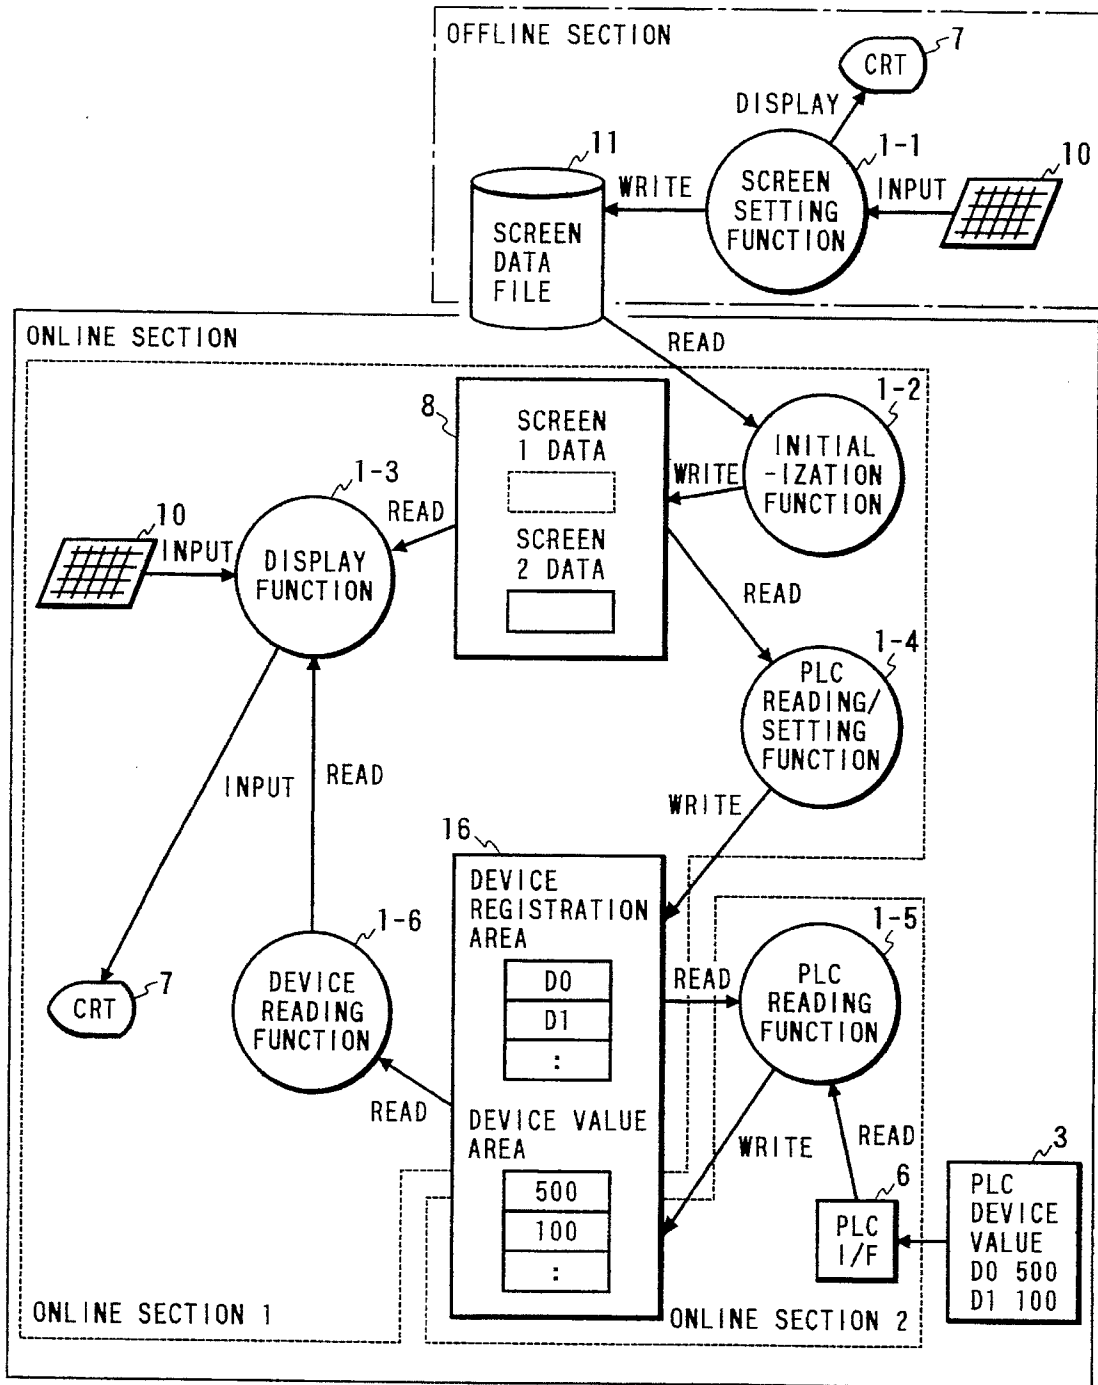 OFFLINE SECTION
7
CRT
DISPLAY
11
1-1
10
WRITE
SCREEN
SETTING
FUNCTION
INPUT
SCREEN
DATA
FILE
ONLINE SECTION
READ
8
SCREEN
1 DATA
1-2
INITIAL
-IZATION
FUNCTION
WRITE
1-3
READ
10
INPUT
DISPLAY
FUNCTION
SCREEN
2 DATA
READ
1-4
PLC
READING/
SETTING
FUNCTION
INPUT
READ
WRITE
16
DEVICE
REGISTRATION
AREA
D0
D1
:
1-6
DEVICE
READING
FUNCTION
7
CRT
READ
1-5
PLC
READING
FUNCTION
READ
DEVICE VALUE
AREA
500
100
:
WRITE
READ
6
PLC
I/F
3
PLC
DEVICE
VALUE
D0 500
D1 100
ONLINE SECTION 1
ONLINE SECTION 2